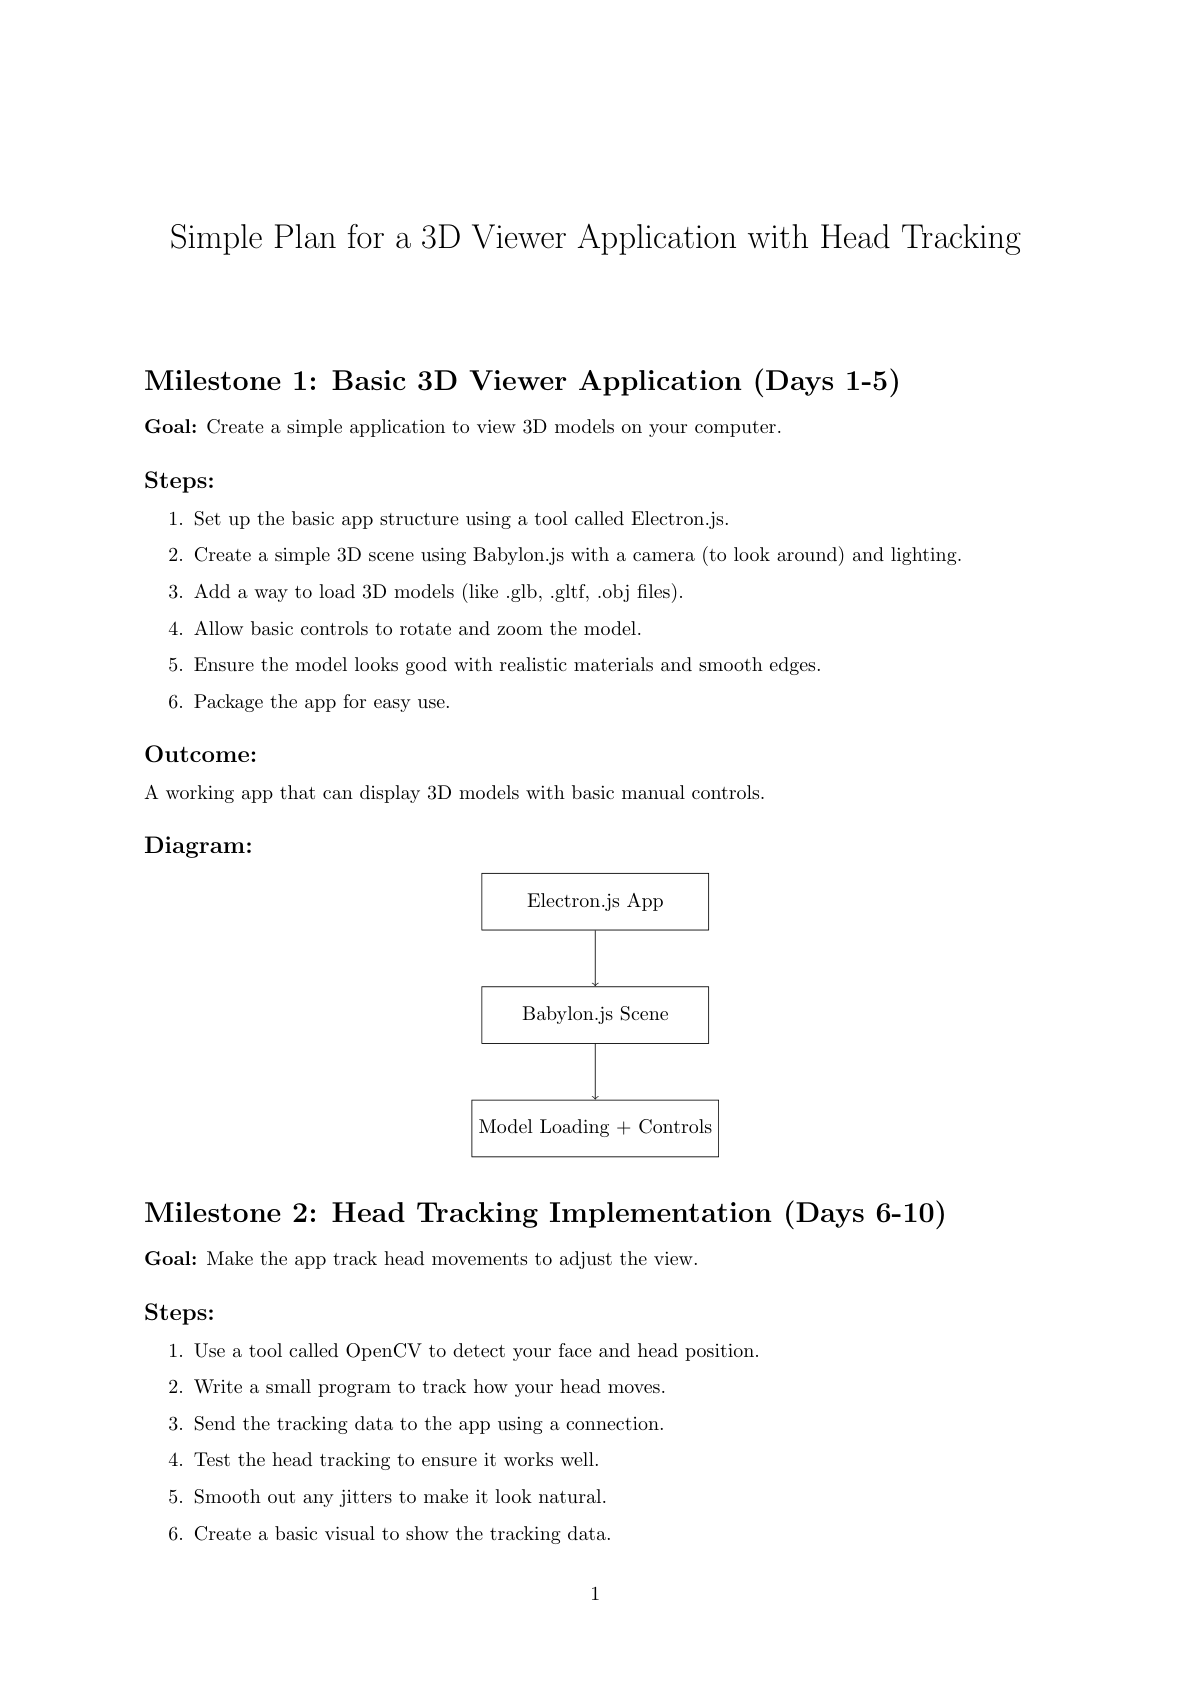 Simple Plan for a 3D Viewer Application with Head Tracking
Milestone 1: Basic 3D Viewer Application (Days 1-5)
Goal: Create a simple application to view 3D models on your computer.
Steps:
1. Set up the basic app structure using a tool called Electron.js.
2. Create a simple 3D scene using Babylon.js with a camera (to look around) and lighting.
3. Add a way to load 3D models (like .glb, .gltf, .obj files).
4. Allow basic controls to rotate and zoom the model.
5. Ensure the model looks good with realistic materials and smooth edges.
6. Package the app for easy use.
Outcome:
A working app that can display 3D models with basic manual controls.
Diagram:
Electron.js App
Babylon.js Scene
Model Loading + Controls
Milestone 2: Head Tracking Implementation (Days 6-10)
Goal: Make the app track head movements to adjust the view.
Steps:
1. Use a tool called OpenCV to detect your face and head position.
2. Write a small program to track how your head moves.
3. Send the tracking data to the app using a connection.
4. Test the head tracking to ensure it works well.
5. Smooth out any jitters to make it look natural.
6. Create a basic visual to show the tracking data.
1